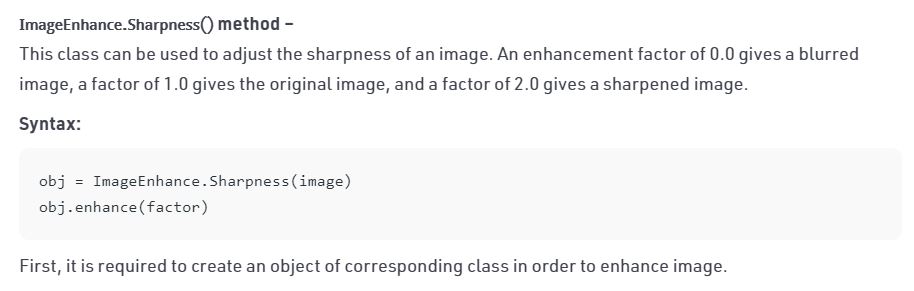 ImageEnhance.Sharpness() method –
This class can be used to adjust the sharpness of an image. An enhancement factor of 0.0 gives a blurred
image, a factor of 1.0 gives the original image, and a factor of 2.0 gives a sharpened image.
Syntax:
obj = ImageEnhance.Sharpness(image)
obj.enhance(factor)
First, it is required to create an object of corresponding class in order to enhance image.